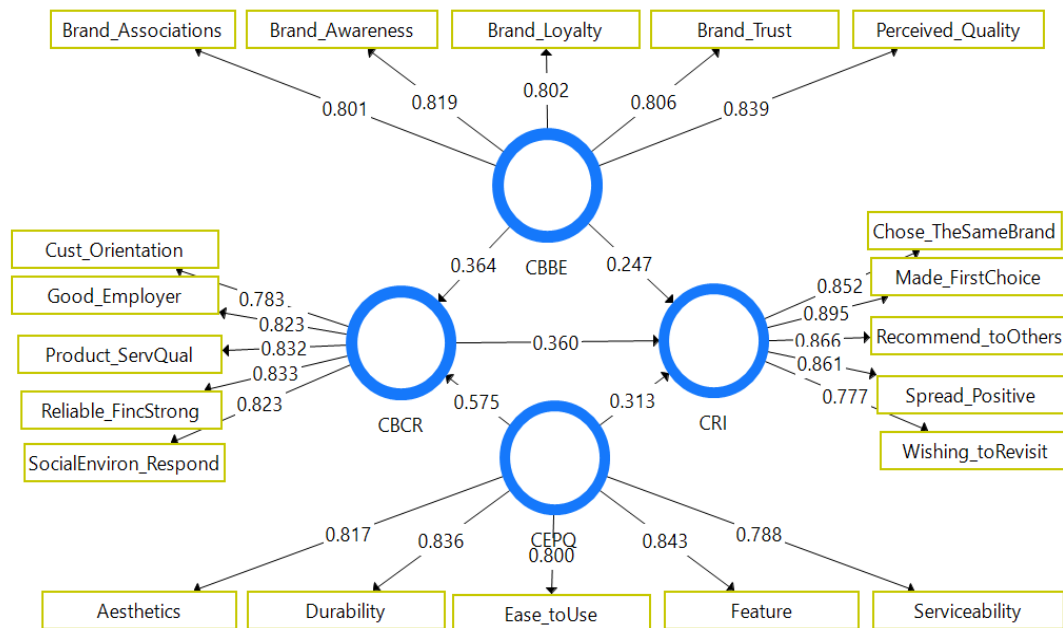 Brand_Associations
Brand_Awareness
Brand_Loyalty
Brand_Trust
Perceived_Quality
0.801
0.819
0.802
0.806
0.839
CBBE
0.364
0.247
Cust_Orientation
Good_Employer
Product_ServQual
Reliable_FincStrong
SocialEnviron_Respond
0.783
0.823
0.832
0.833
0.823
CBCR
0.360
CRI
0.852
0.895
0.866
0.861
0.777
Chose_TheSameBrand
Made_FirstChoice
Recommend_toOthers
Spread_Positive
Wishing_toRevisit
0.575
0.313
CEPQ
0.817
0.836
0.800
0.843
0.788
Aesthetics
Durability
Ease_toUse
Feature
Serviceability